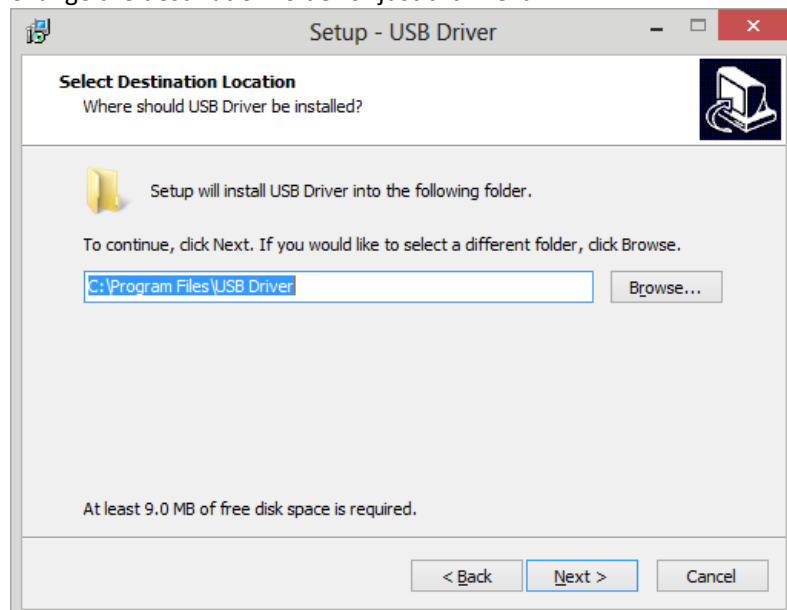 Setup - USB Driver
Select Destination Location
Where should USB Driver be installed?
Setup will install USB Driver into the following folder.
To continue, click Next. If you would like to select a different folder, click Browse.
C:\Program Files\USB Driver
Browse...
At least 9.0 MB of free disk space is required.
< Back
Next >
Cancel